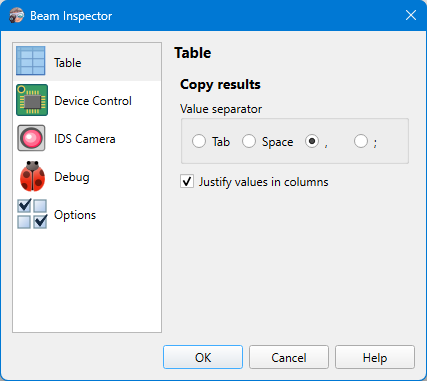 Beam Inspector
Table
Device Control
IDS Camera
Debug
Options
Table
Copy results
Value separator
Tab Space , ;
Justify values in columns
OK Cancel Help